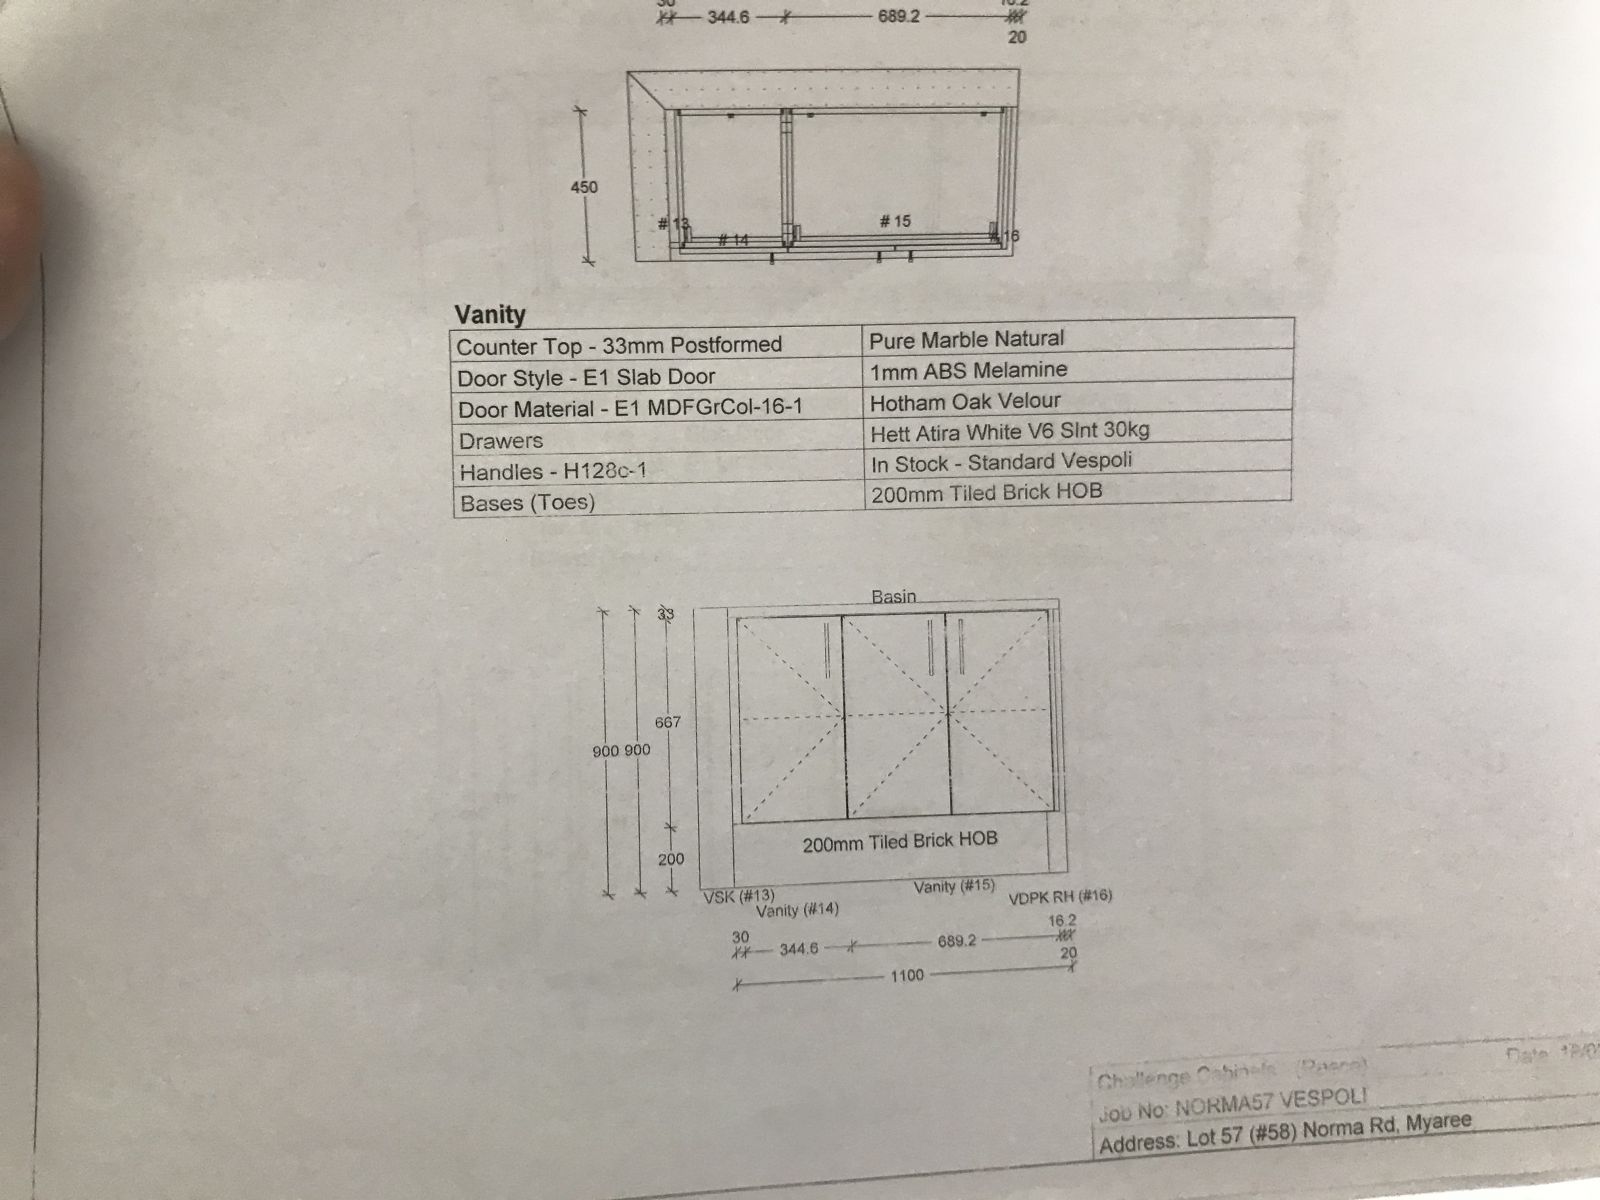 30
16.2
344.6
689.2
20
450
# 13
# 14
# 15
# 16
Vanity
Counter Top - 33mm Postformed Pure Marble Natural
Door Style - E1 Slab Door 1mm ABS Melamine
Door Material - E1 MDFGrCol-16-1 Hotham Oak Velour
Drawers Hett Atira White V6 Slnt 30kg
Handles - H128c-1 In Stock - Standard Vespoli
Bases (Toes) 200mm Tiled Brick HOB
Basin
33
667
900 900
200mm Tiled Brick HOB
200
VSK (#13)
Vanity (#15)
VDPK RH (#16)
Vanity (#14)
16.2
30
344.6
689.2
20
1100
Challenge Cabinets
Date
Job No: NORMA57 VESPOLI
Address: Lot 57 (#58) Norma Rd, Myaree